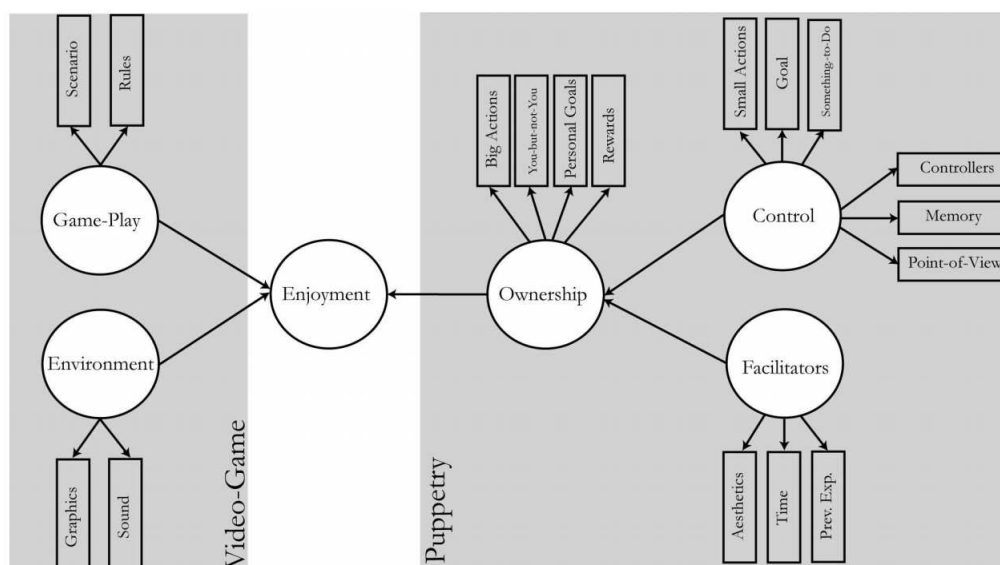 Scenario
Rules
Game-Play
Environment
Graphics
Sound
Video-Game
Enjoyment
Puppetry
Big Actions
You-but-not-You
Personal Goals
Rewards
Ownership
Small Actions
Goal
Something-to-Do
Control
Controllers
Memory
Point-of-View
Facilitators
Aesthetics
Time
Prev. Exp.